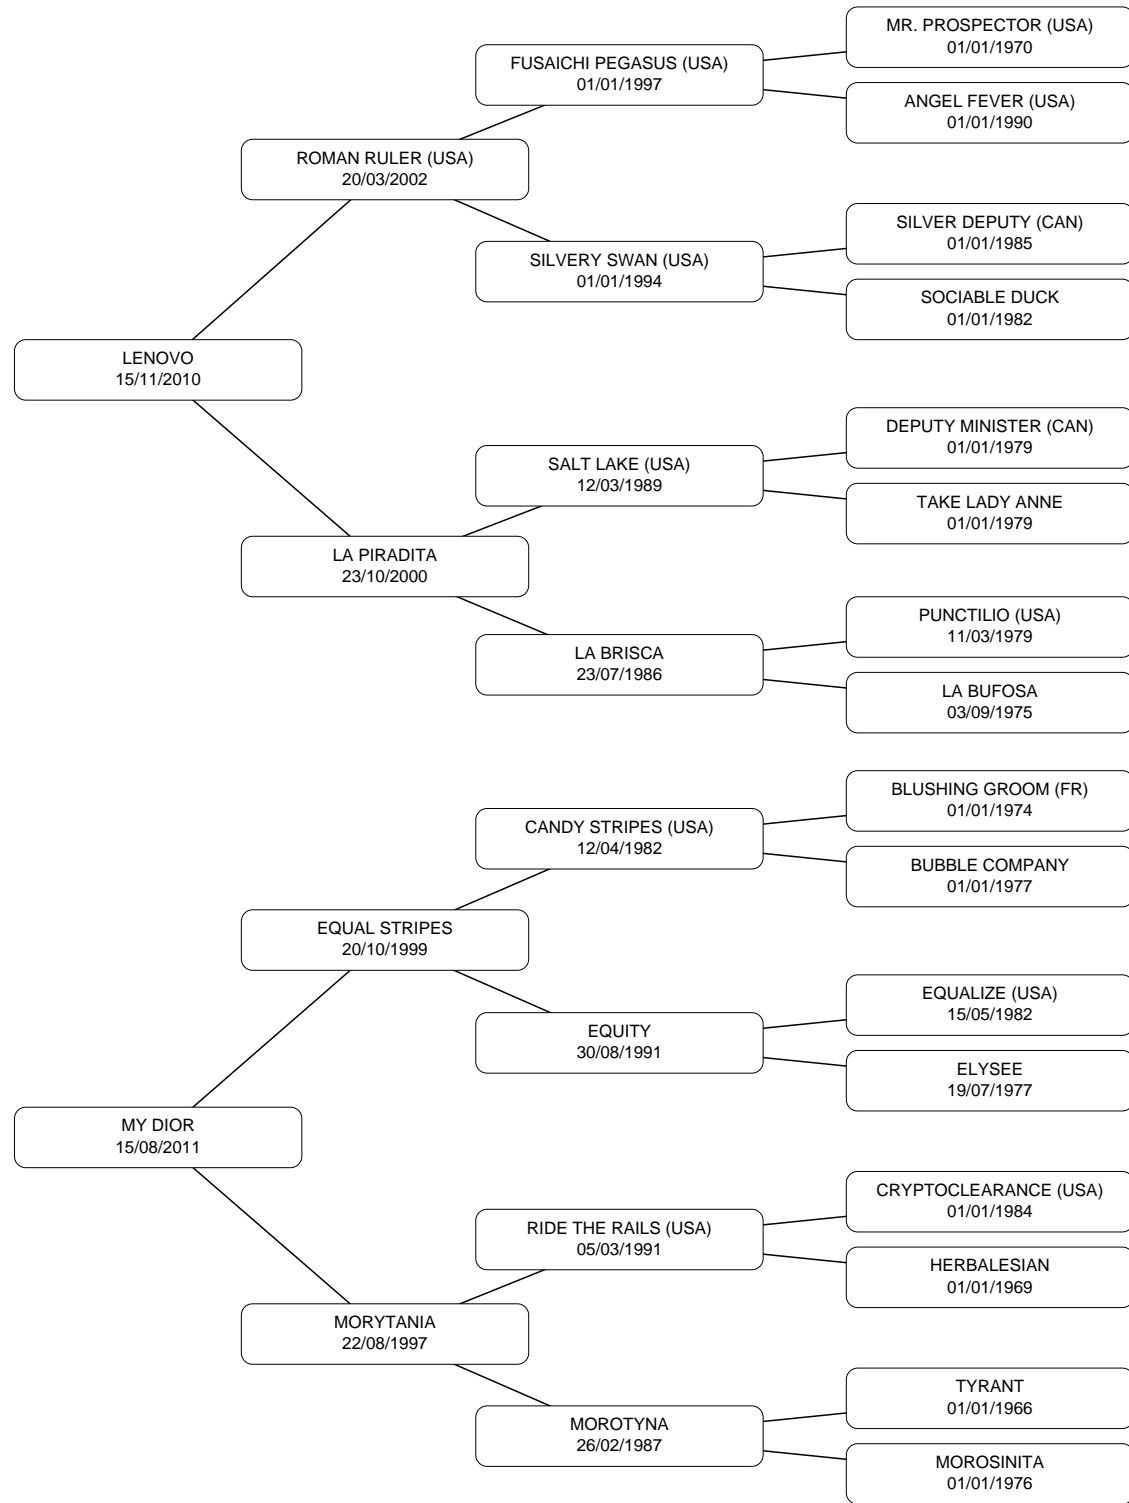 MR. PROSPECTOR (USA)
01/01/1970
FUSAICHI PEGASUS (USA)
01/01/1997
ANGEL FEVER (USA)
01/01/1990
ROMAN RULER (USA)
20/03/2002
SILVER DEPUTY (CAN)
01/01/1985
SILVERY SWAN (USA)
01/01/1994
SOCIABLE DUCK
01/01/1982
LENOVO
15/11/2010
DEPUTY MINISTER (CAN)
01/01/1979
SALT LAKE (USA)
12/03/1989
TAKE LADY ANNE
01/01/1979
LA PIRADITA
23/10/2000
PUNCTILIO (USA)
11/03/1979
LA BRISCA
23/07/1986
LA BUFOSA
03/09/1975
BLUSHING GROOM (FR)
01/01/1974
CANDY STRIPES (USA)
12/04/1982
BUBBLE COMPANY
01/01/1977
EQUAL STRIPES
20/10/1999
EQUALIZE (USA)
15/05/1982
EQUITY
30/08/1991
ELYSEE
19/07/1977
MY DIOR
15/08/2011
CRYPTOCLEARANCE (USA)
01/01/1984
RIDE THE RAILS (USA)
05/03/1991
HERBALESIAN
01/01/1969
MORYTANIA
22/08/1997
TYRANT
01/01/1966
MOROTYNA
26/02/1987
MOROSINITA
01/01/1976